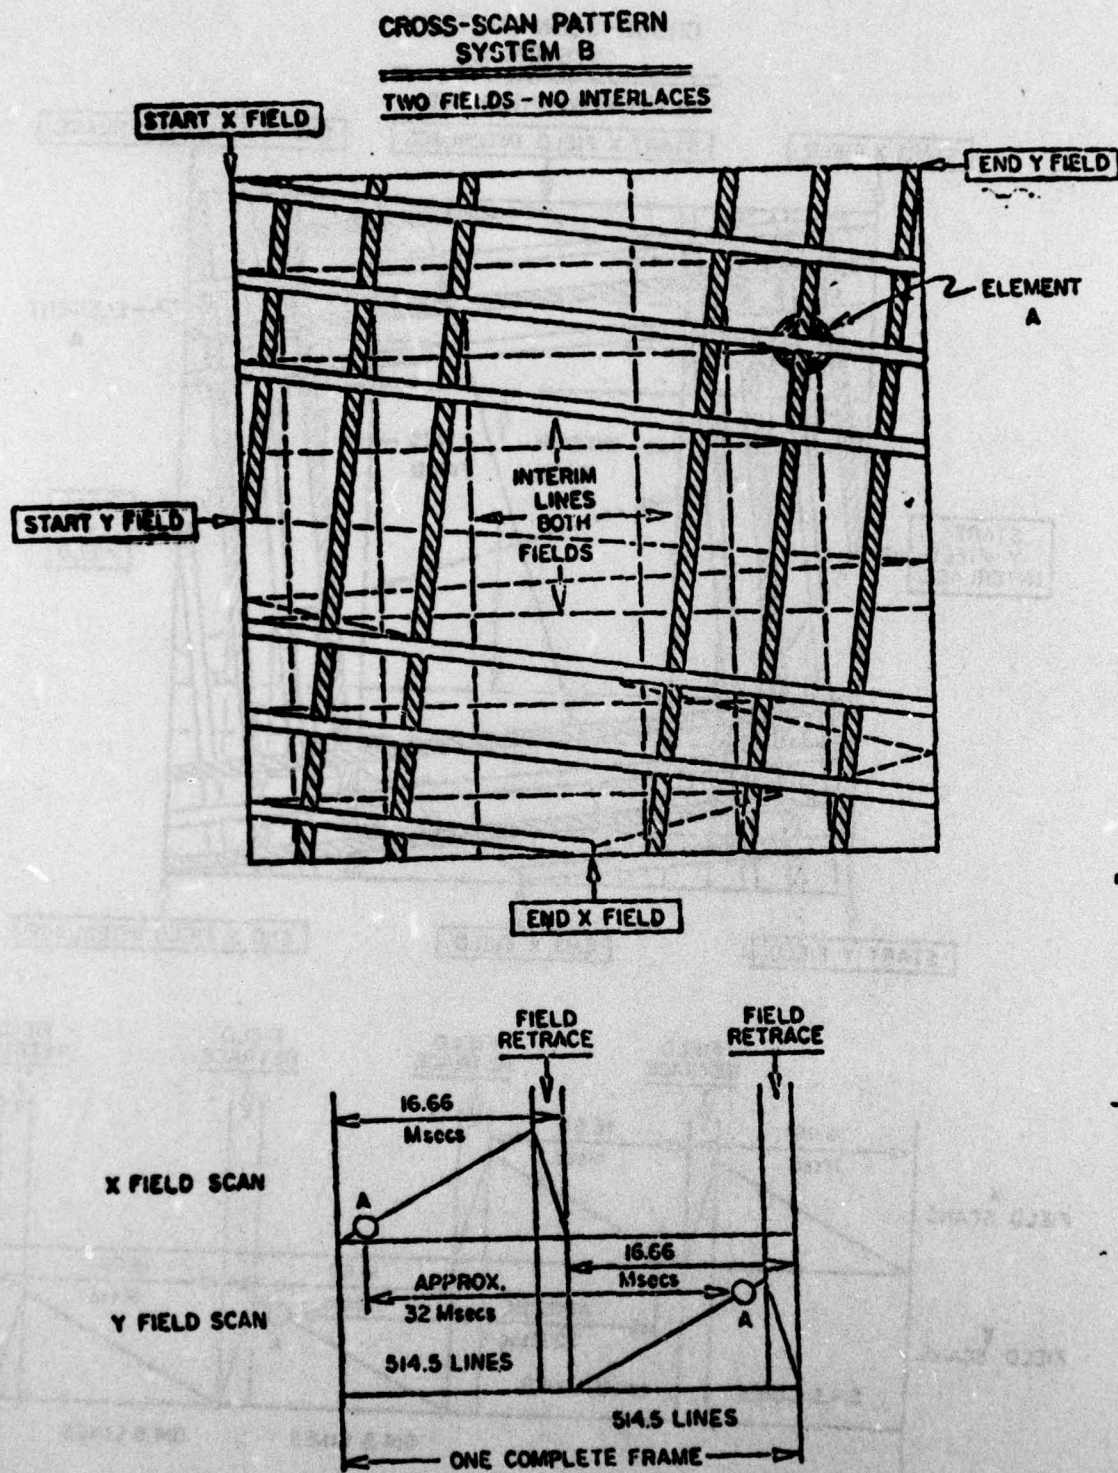 CROSS-SCAN PATTERN
SYSTEM B
TWO FIELDS - NO INTERLACES
START X FIELD
END Y FIELD
ELEMENT
A
INTERIM
LINES
BOTH
FIELDS
START Y FIELD
END X FIELD
FIELD
RETRACE
FIELD
RETRACE
16.66
Msecs
X FIELD SCAN
A
16.66
Msecs
APPROX.
32 Msecs
A
Y FIELD SCAN
514.5 LINES
514.5 LINES
ONE COMPLETE FRAME